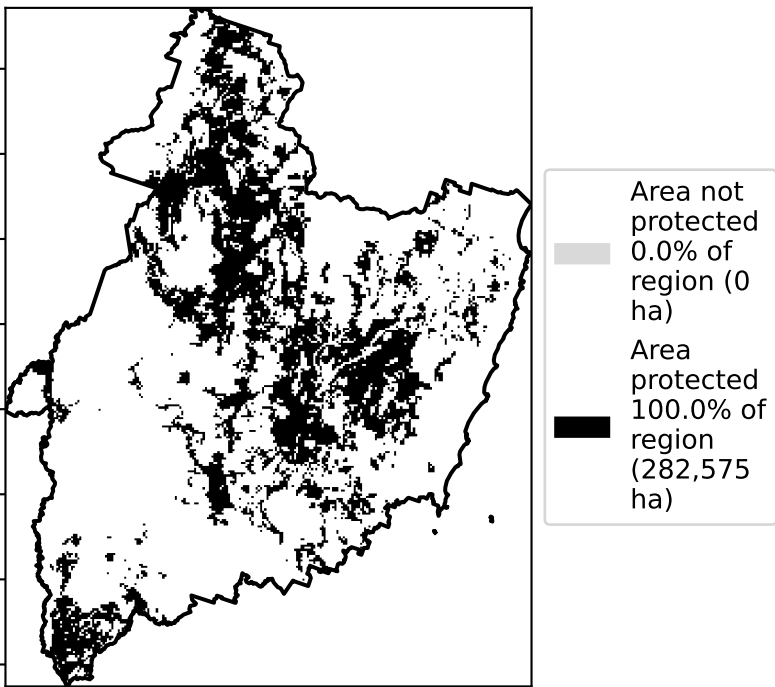 Area not
protected
0.0% of
region (0
ha)
Area
protected
100.0% of
region
(282,575
ha)